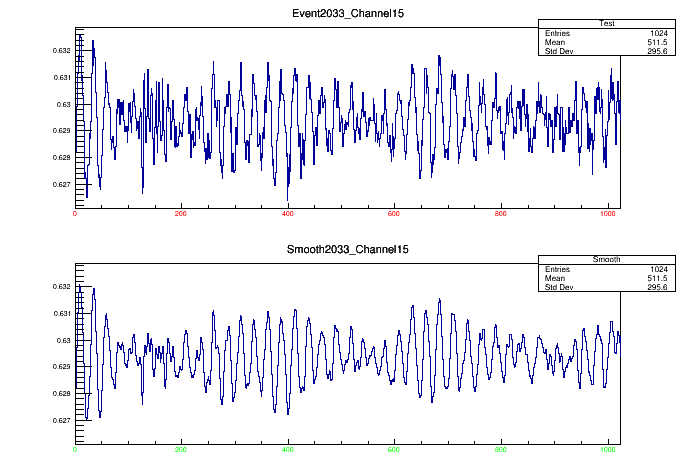 Event2033_Channel15
Test
Entries 1024
Mean 511.5
Std Dev 295.6
0.632
0.631
0.63
0.629
0.628
0.627
0 200 400 600 800 1000
Smooth2033_Channel15
Smooth
Entries 1024
Mean 511.5
Std Dev 295.6
0.632
0.631
0.63
0.629
0.628
0.627
0 200 400 600 800 1000